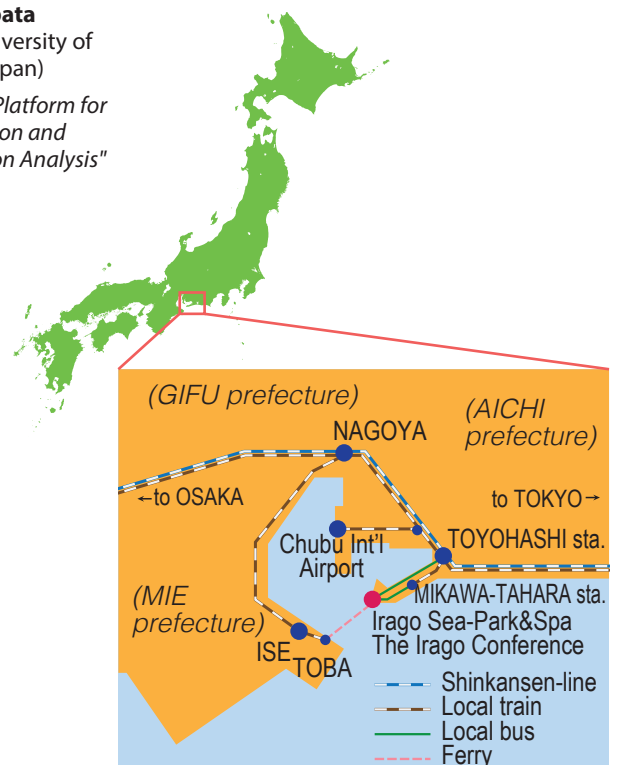 ata
versity of
pan)
Platform for
on and
on Analysis"
(GIFU prefecture)
(AICHI
prefecture)
NAGOYA
←to OSAKA
to TOKYO→
Chubu Int'l
Airport
TOYOHASHI sta.
(MIE
prefecture)
MIKAWA-TAHARA sta.
Irago Sea-Park&Spa
The Irago Conference
ISE
TOBA
Shinkansen-line
Local train
Local bus
Ferry